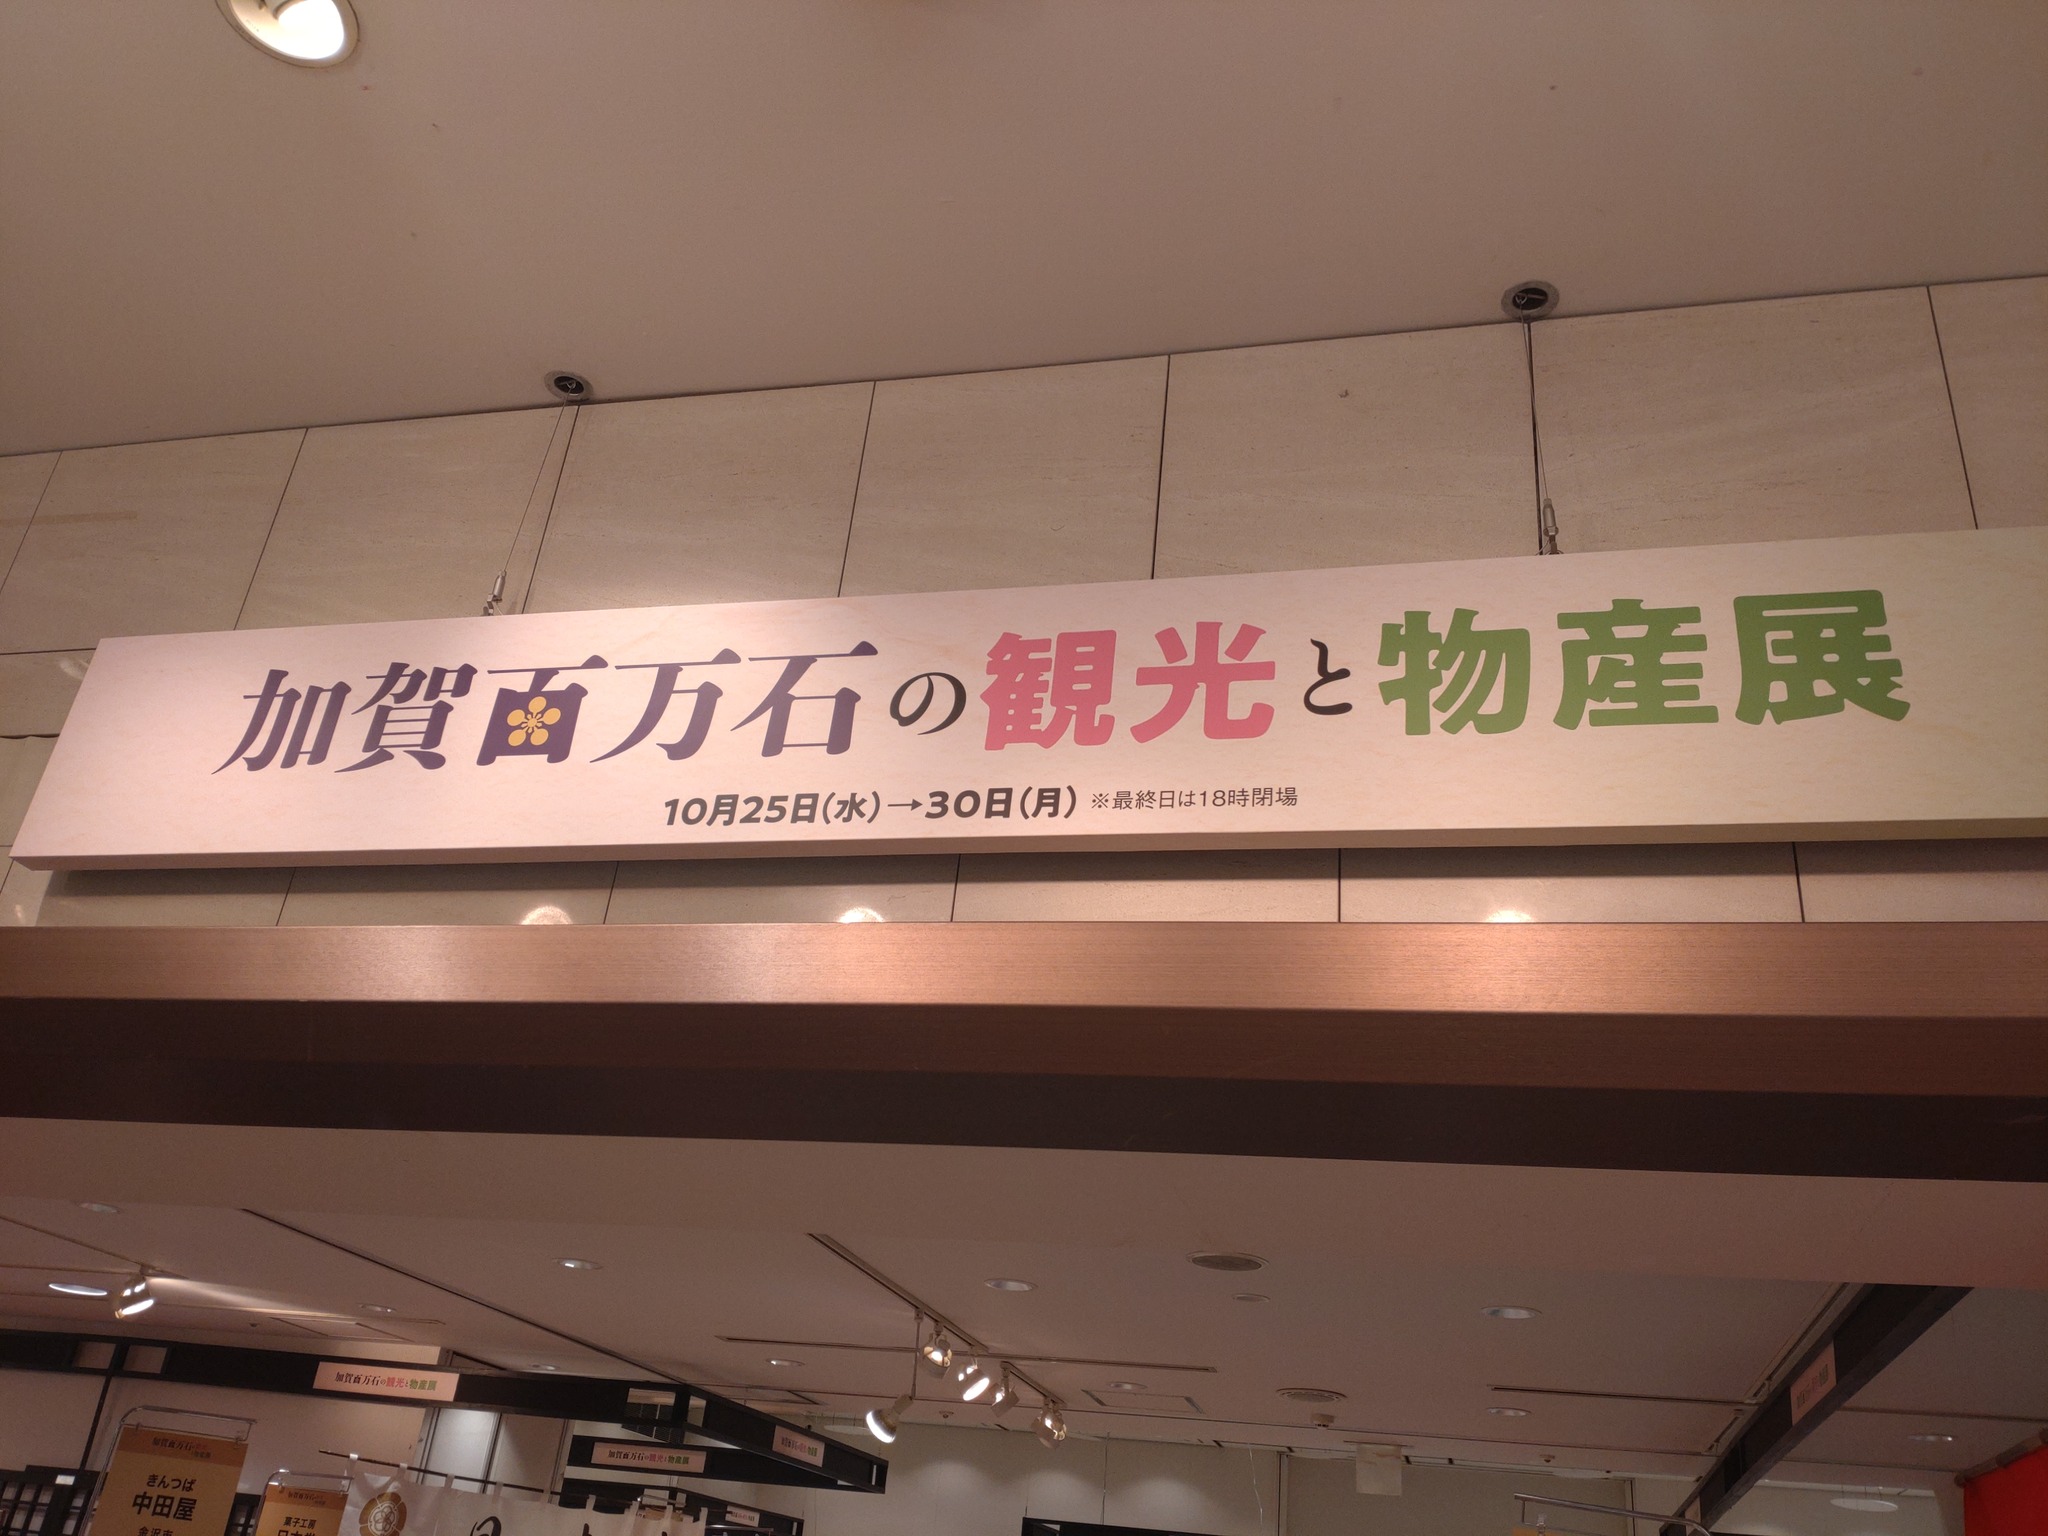 加賀百万石の観光と物産展
10月25日(水)→30日(月) ※最終日は18時閉場
加賀百万石の観光と物産展
加賀百万石の観光と物産展
きんつば
中田屋
金沢市
菓子工房